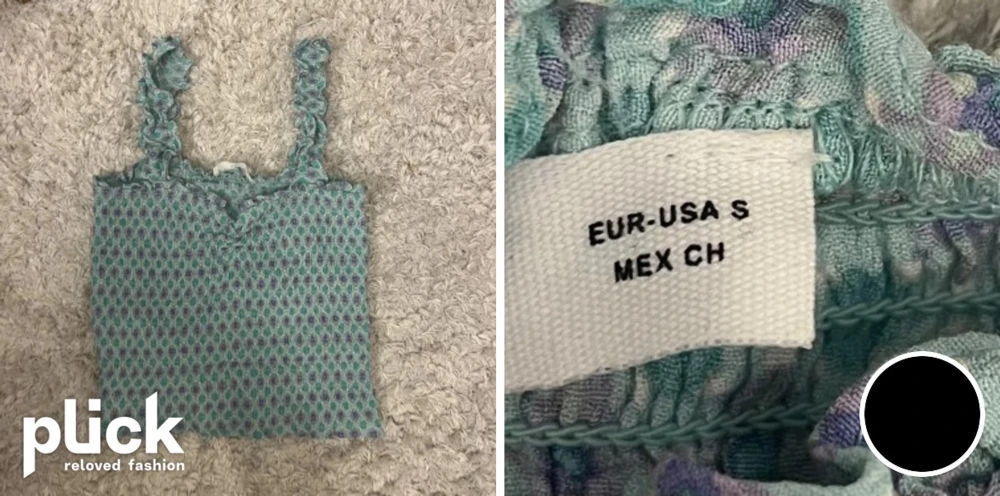 plick
reloved fashion
EUR-USA S
MEX CH